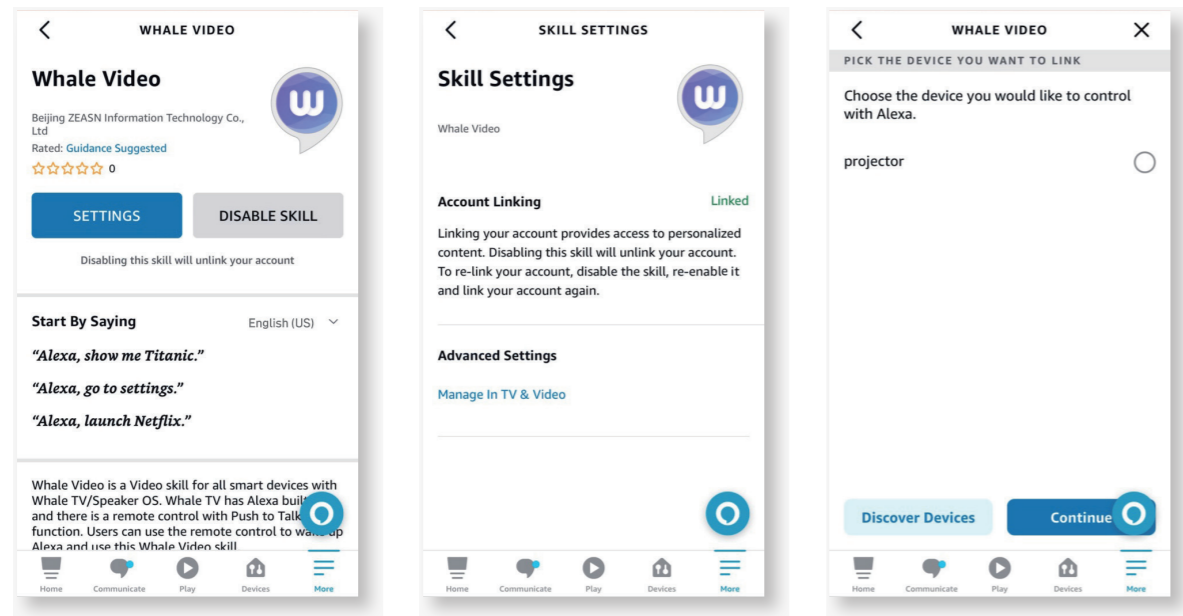 WHALE VIDEO
Whale Video
Beijing ZEASN Information Technology Co.,
Ltd
Rated: Guidance Suggested
0
SETTINGS
DISABLE SKILL
Disabling this skill will unlink your account
Start By Saying
English (US)
“Alexa, show me Titanic.”
“Alexa, go to settings.”
“Alexa, launch Netflix.”
Whale Video is a Video skill for all smart devices with
Whale TV/Speaker OS. Whale TV has Alexa
and there is a remote control with Push to Talk
function. Users can use the remote control to
Alexa and use this Whale Video skill
Home
Communicate
Play
Devices
More
SKILL SETTINGS
Skill Settings
Whale Video
Account Linking
Linked
Linking your account provides access to personalized
content. Disabling this skill will unlink your account.
To re-link your account, disable the skill, re-enable it
and link your account again.
Advanced Settings
Manage In TV & Video
Home
Communicate
Play
Devices
More
WHALE VIDEO
PICK THE DEVICE YOU WANT TO LINK
Choose the device you would like to control
with Alexa.
projector
Discover Devices
Continue
Home
Communicate
Play
Devices
More